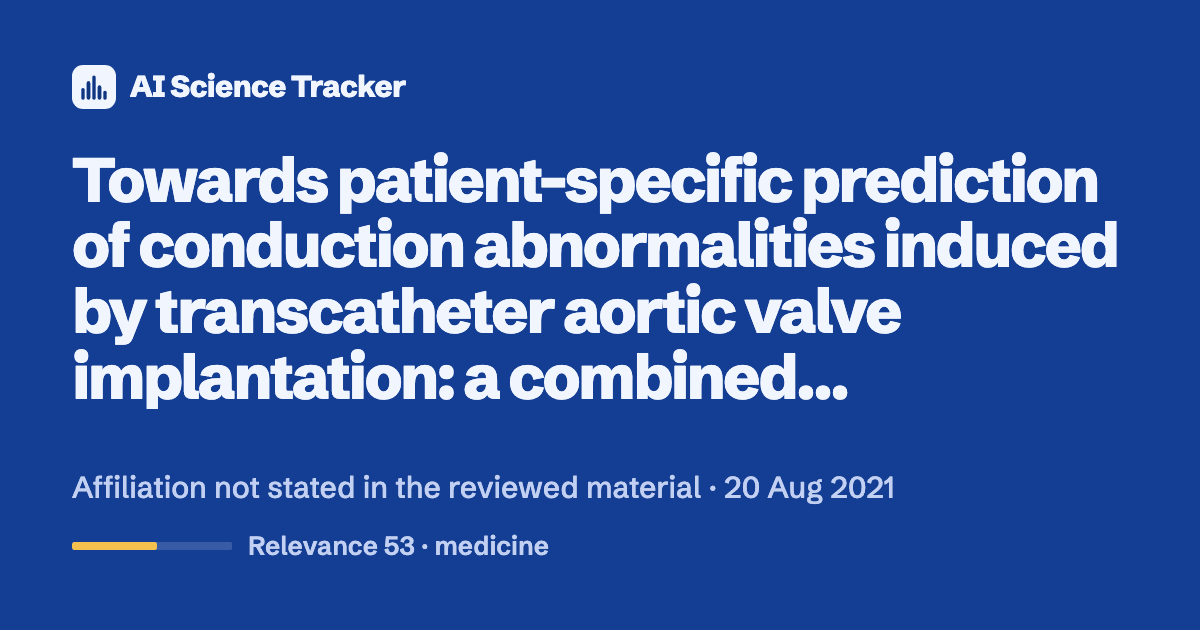 AI Science Tracker
Towards patient-specific prediction
of conduction abnormalities induced
by transcatheter aortic valve
implantation: a combined...
Affiliation not stated in the reviewed material · 20 Aug 2021
Relevance 53 · medicine